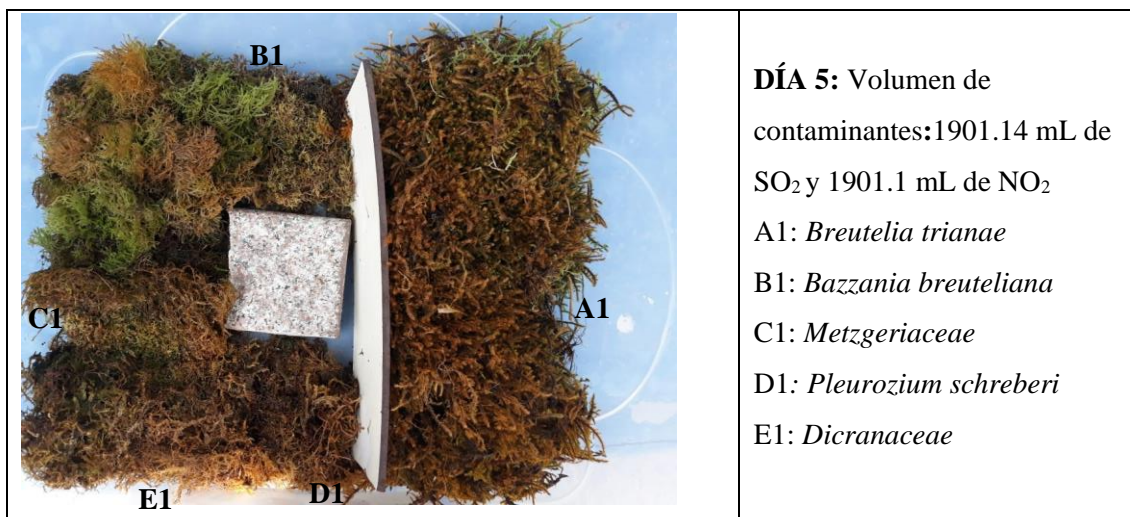 B1
C1
A1
E1
D1
DÍA 5: Volumen de
contaminantes:1901.14 mL de
SO₂ y 1901.1 mL de NO₂
A1: Breutelia trianae
B1: Bazzania breuteliana
C1: Metzgeriaceae
D1: Pleurozium schreberi
E1: Dicranaceae